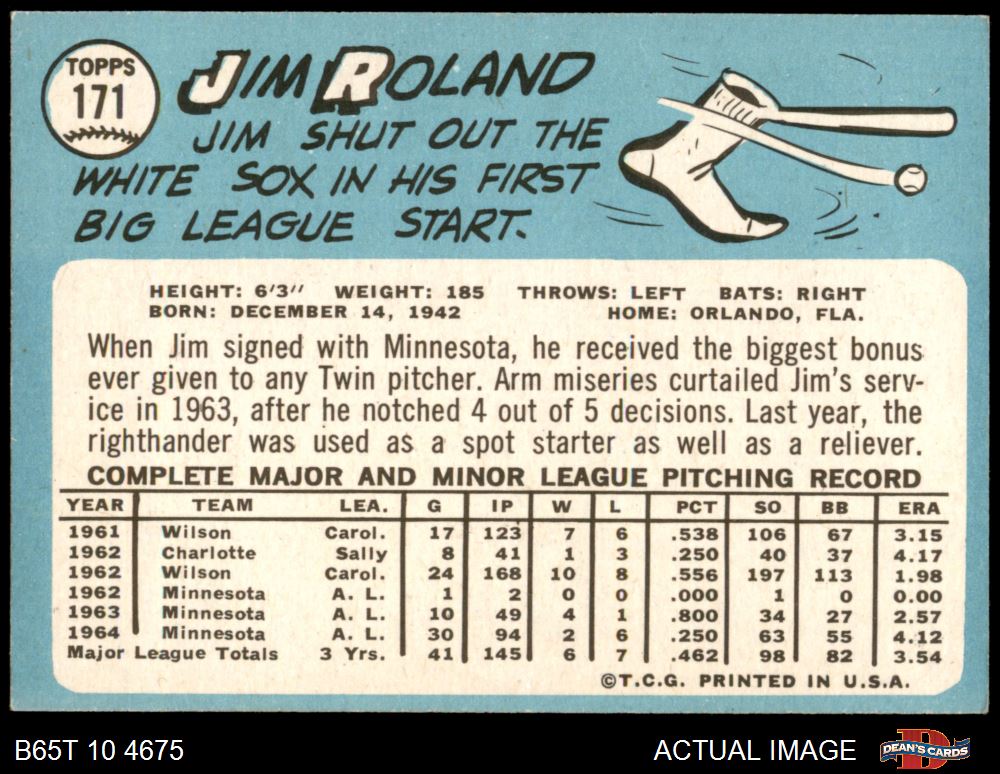 TOPPS
171
JIM ROLAND
JIM SHUT OUT THE
WHITE SOX IN HIS FIRST
BIG LEAGUE START.
HEIGHT: 6'3" WEIGHT: 185 THROWS: LEFT BATS: RIGHT
BORN: DECEMBER 14, 1942 HOME: ORLANDO, FLA.
When Jim signed with Minnesota, he received the biggest bonus
ever given to any Twin pitcher. Arm miseries curtailed Jim's serv-
ice in 1963, after he notched 4 out of 5 decisions. Last year, the
righthander was used as a spot starter as well as a reliever.
COMPLETE MAJOR AND MINOR LEAGUE PITCHING RECORD
YEAR TEAM LEA. G IP W L PCT SO BB ERA
1961 Wilson Carol. 17 123 7 6 .538 106 67 3.15
1962 Charlotte Sally 8 41 1 3 .250 40 37 4.17
1962 Wilson Carol. 24 168 10 8 .556 197 113 1.98
1962 Minnesota A. L. 1 2 0 0 .000 1 0 0.00
1963 Minnesota A. L. 10 49 4 1 .800 34 27 2.57
1964 Minnesota A. L. 30 94 2 6 .250 63 55 4.12
Major League Totals 3 Yrs. 41 145 6 7 .462 98 82 3.54
©T.C.G. PRINTED IN U.S.A.
B65T 10 4675
ACTUAL IMAGE
DEAN'S CARDS